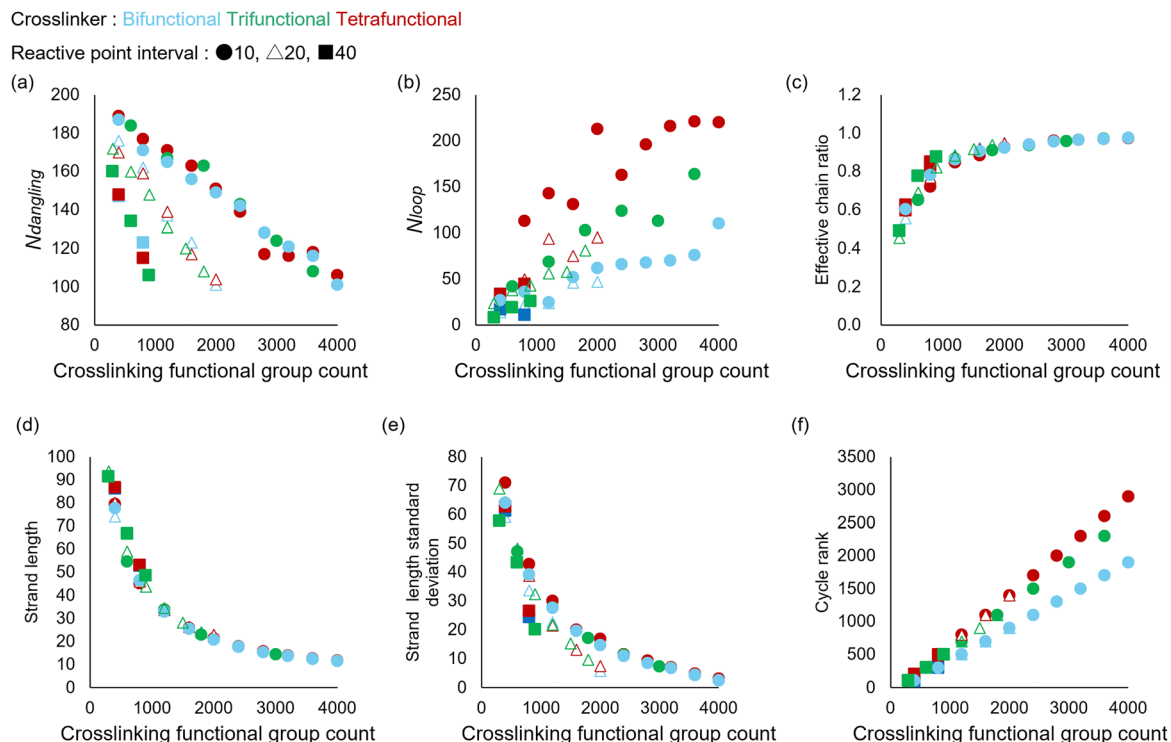 Crosslinker : Bifunctional Trifunctional Tetrafunctional
Reactive point interval : ●10, △20, ■40
(a)
200
180
160
140
120
100
80
Ndangling
0 1000 2000 3000 4000
Crosslinking functional group count
(b)
250
200
150
100
50
0
Nloop
0 1000 2000 3000 4000
Crosslinking functional group count
(c)
1.2
1.0
0.8
0.6
0.4
0.2
0.0
Effective chain ratio
0 1000 2000 3000 4000
Crosslinking functional group count
(d)
100
90
80
70
60
50
40
30
20
10
0
Strand length
0 1000 2000 3000 4000
Crosslinking functional group count
(e)
80
70
60
50
40
30
20
10
0
Strand length standard
deviation
0 1000 2000 3000 4000
Crosslinking functional group count
(f)
3500
3000
2500
2000
1500
1000
500
0
Cycle rank
0 1000 2000 3000 4000
Crosslinking functional group count